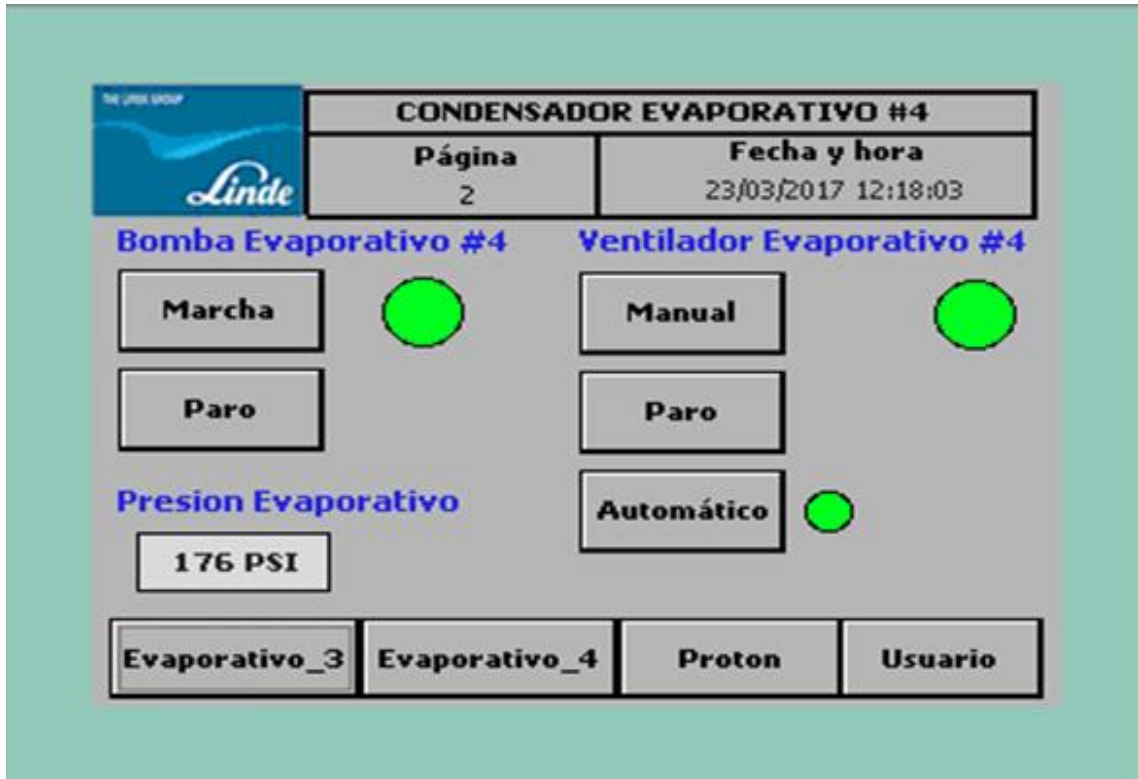 THE LINDE GROUP
Linde
CONDENSADOR EVAPORATIVO #4
Página
2
Fecha y hora
23/03/2017 12:18:03
Bomba Evaporativo #4
Marcha
Paro
Ventilador Evaporativo #4
Manual
Paro
Automático
Presion Evaporativo
176 PSI
Evaporativo_3
Evaporativo_4
Proton
Usuario